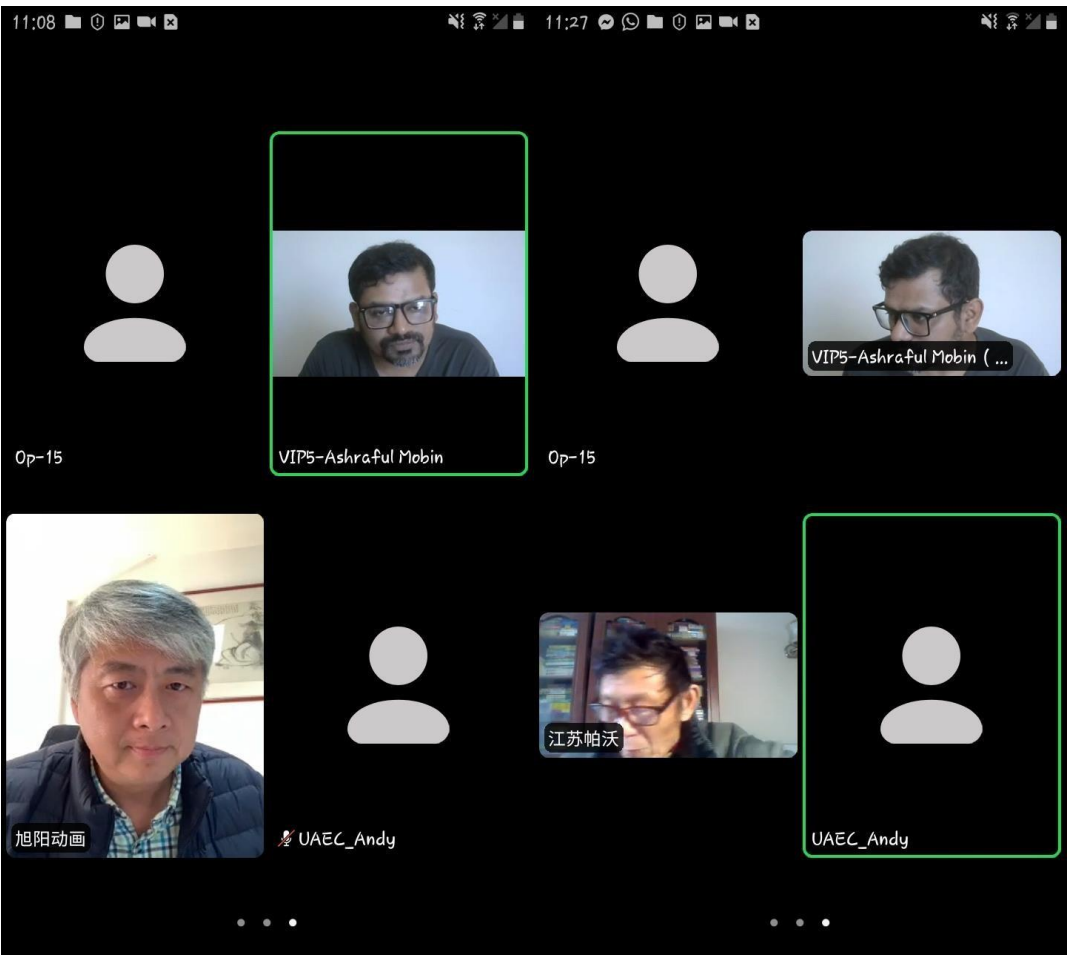 11:08
Op-15
VIP5-Ashraful Mobin
旭阳动画
UAEC_Andy
11:27
Op-15
VIP5-Ashraful Mobin ( ...
江苏帕沃
UAEC_Andy